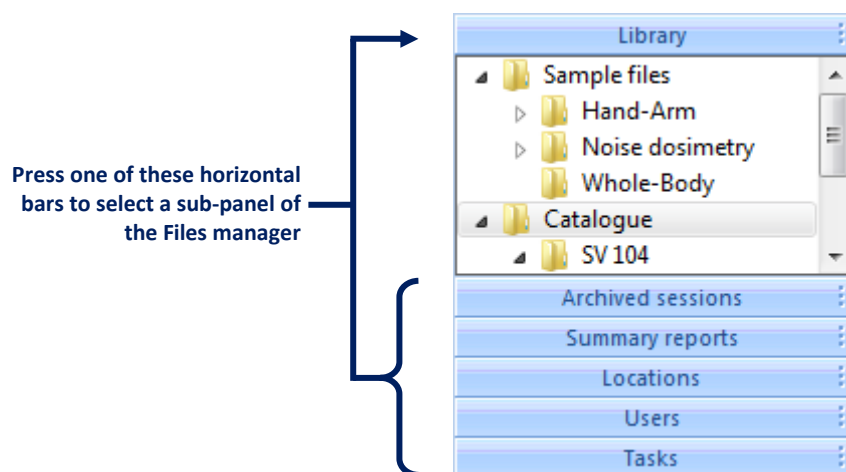 Library
Sample files
Hand-Arm
Noise dosimetry
Whole-Body
Catalogue
SV 104
Press one of these horizontal
bars to select a sub-panel of
the Files manager
Archived sessions
Summary reports
Locations
Users
Tasks